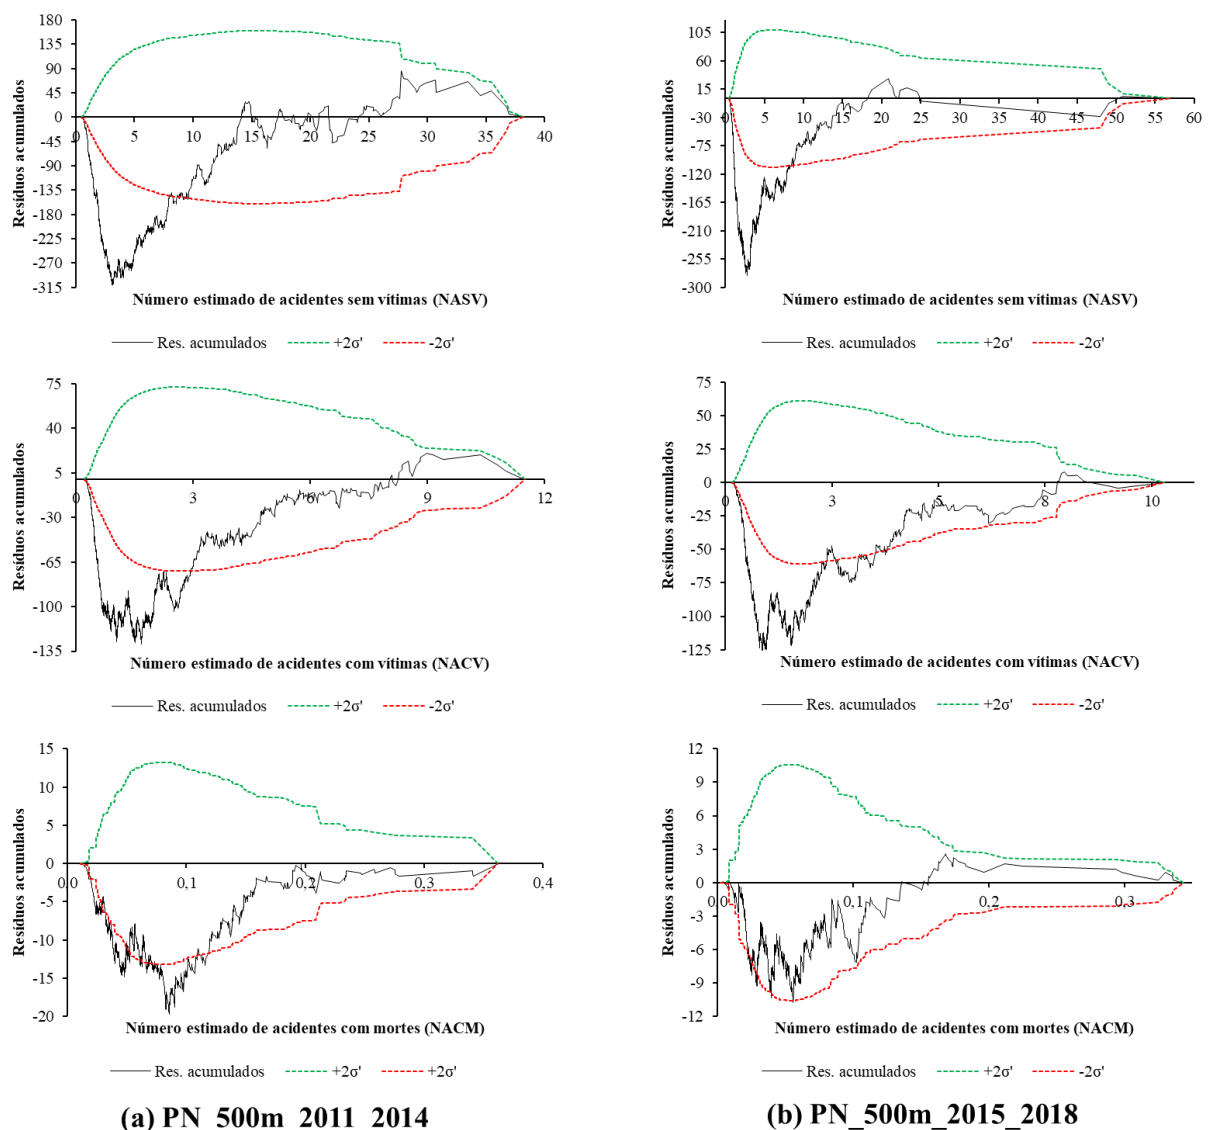 Resíduos acumulados
180
135
90
45
0
-45
-90
-135
-180
-225
-270
-315
0 5 10 15 20 25 30 35 40
Número estimado de acidentes sem vítimas (NASV)
Res. acumulados +2σ' -2σ'
Resíduos acumulados
105
60
15
-30
-75
-120
-165
-210
-255
-300
0 5 10 15 20 25 30 35 40 45 50 55 60
Número estimado de acidentes sem vítimas (NASV)
Res. acumulados +2σ' -2σ'
Resíduos acumulados
75
40
5
-30
-65
-100
-135
0 3 6 9 12
Número estimado de acidentes com vítimas (NACV)
Res. acumulados +2σ' -2σ'
Resíduos acumulados
75
50
25
0
-25
-50
-75
-100
-125
0 3 5 8 10
Número estimado de acidentes com vítimas (NACV)
Res. acumulados +2σ' -2σ'
Resíduos acumulados
15
10
5
0
-5
-10
-15
-20
0,0 0,1 0,2 0,3 0,4
Número estimado de acidentes com mortes (NACM)
Res. acumulados +2σ' +2σ'
Resíduos acumulados
12
9
6
3
0
-3
-6
-9
-12
0,0 0,1 0,2 0,3
Número estimado de acidentes com mortes (NACM)
Res. acumulados +2σ' -2σ'
(a) PN_500m_2011_2014
(b) PN_500m_2015_2018